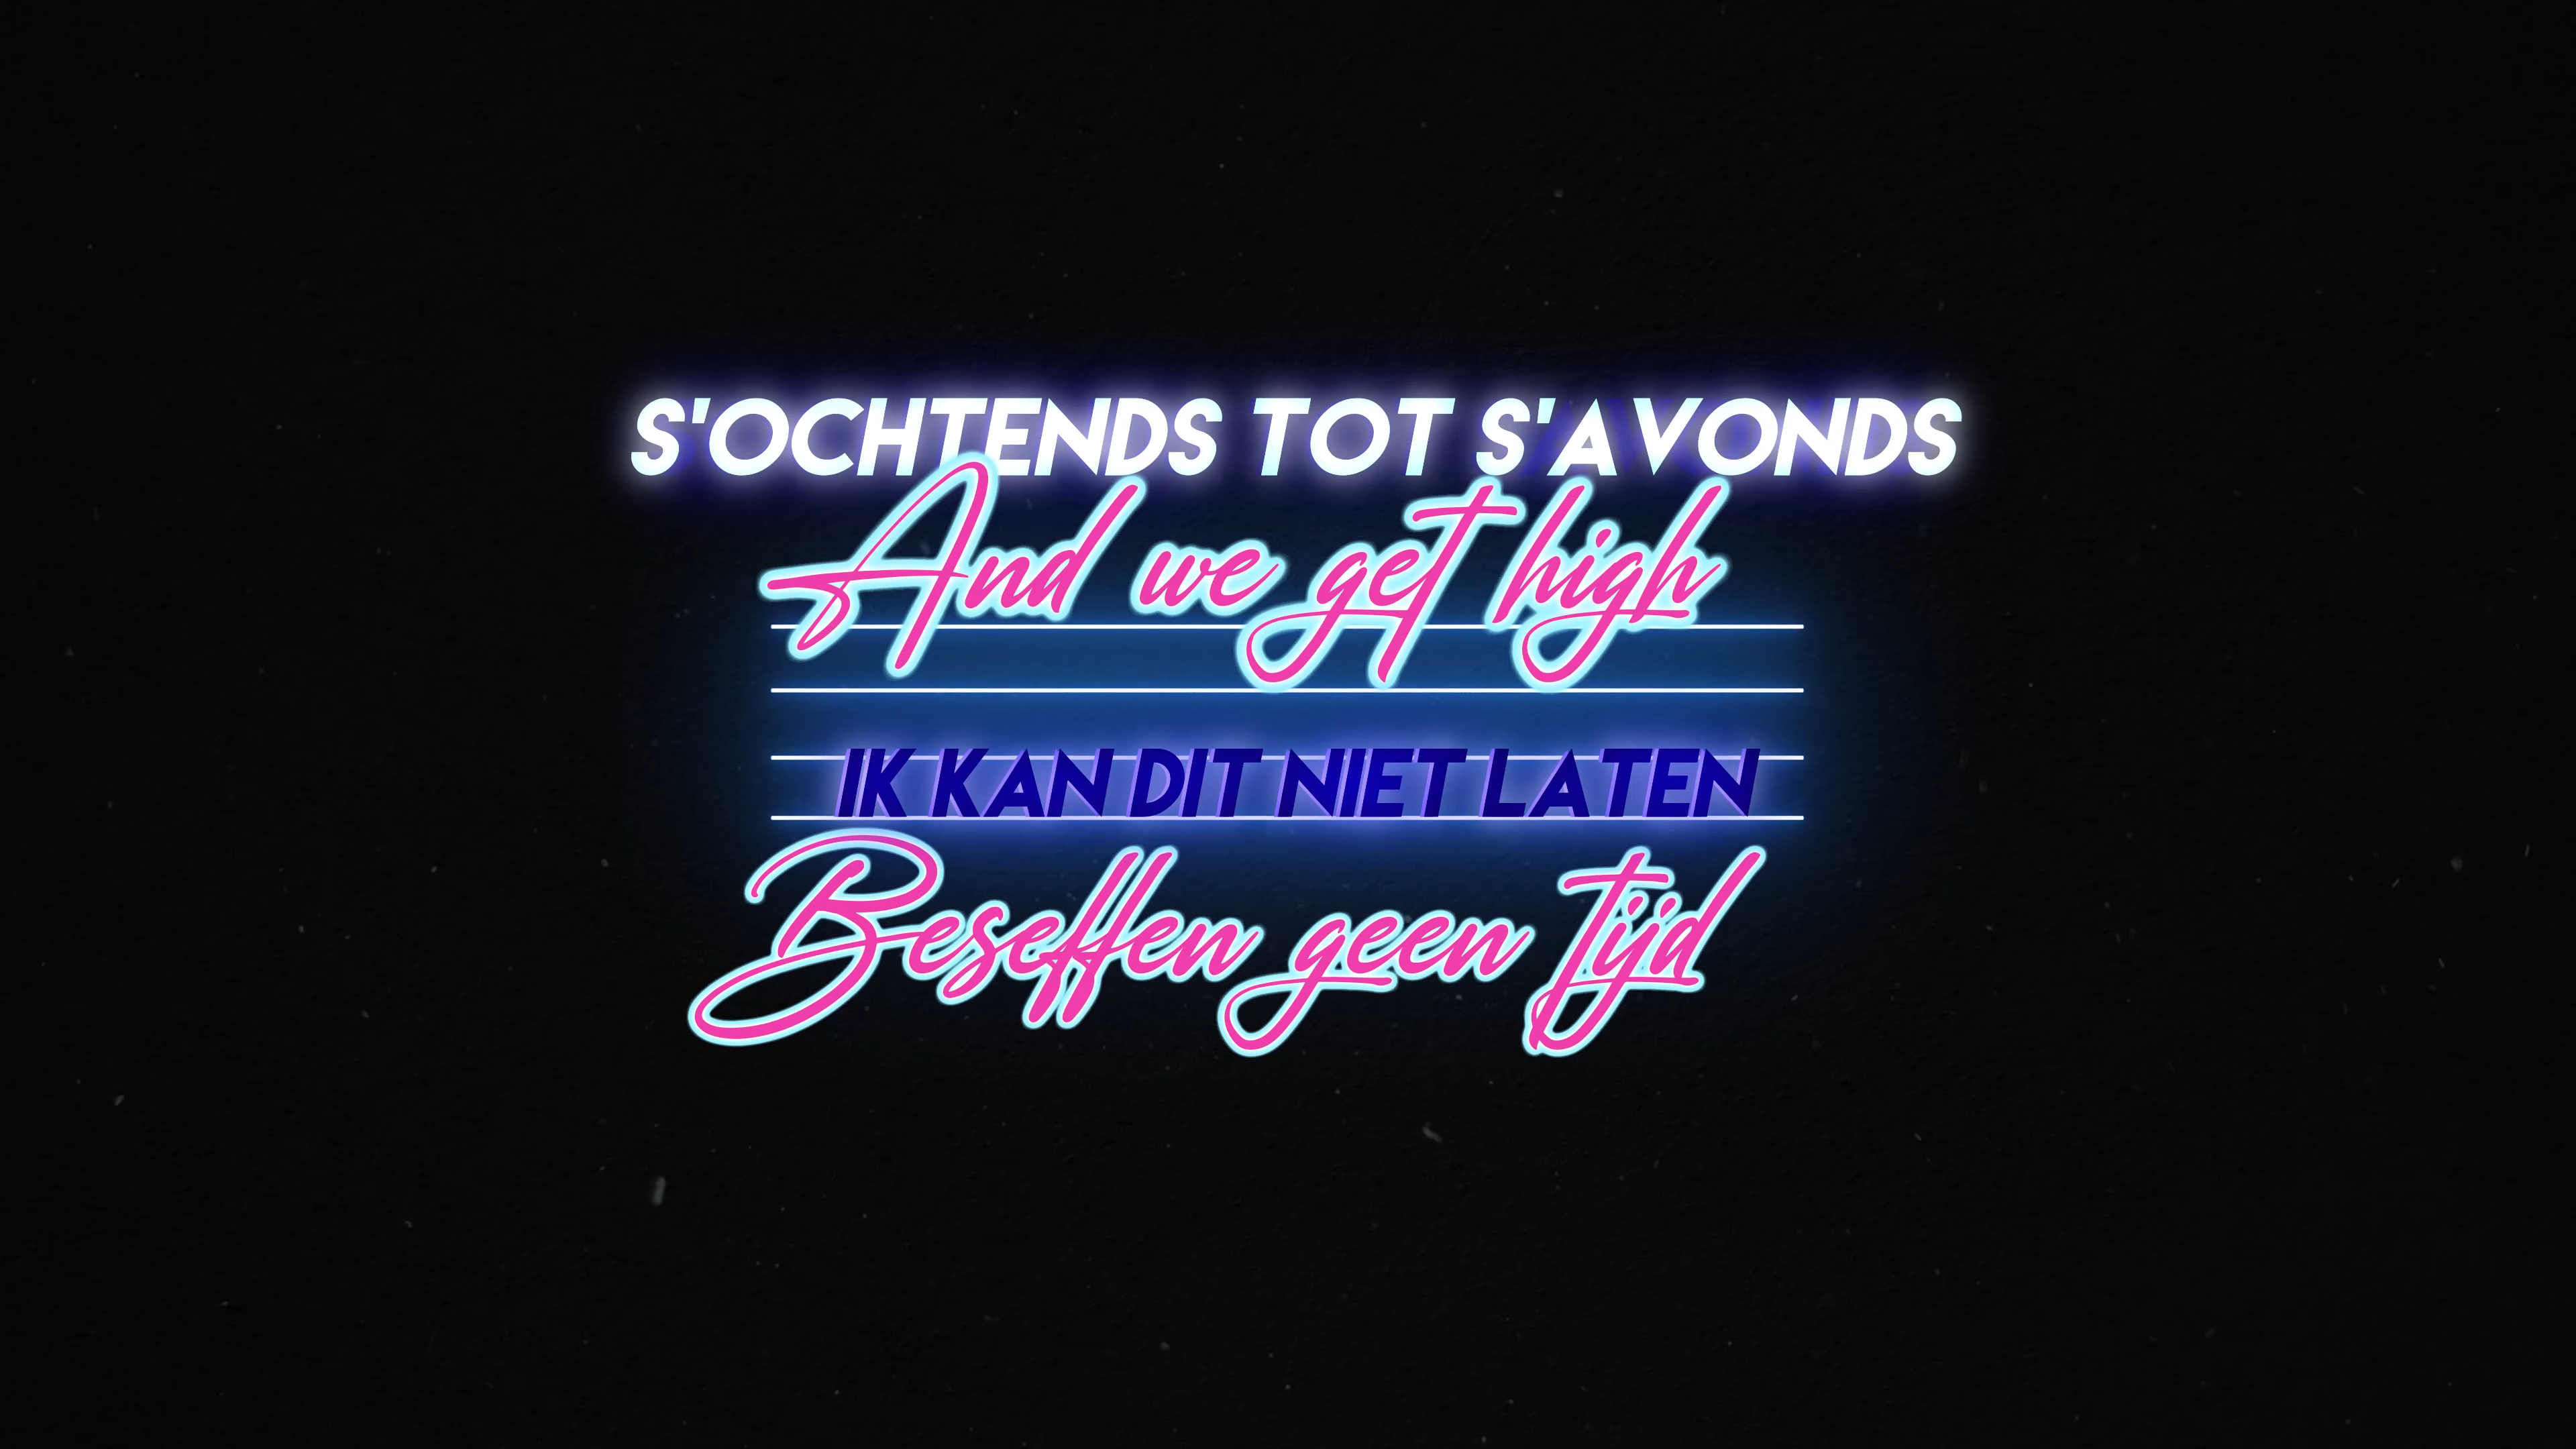 S'OCHTENDS TOT S'AVONDS
And we get high
IK KAN DIT NIET LATEN
Beseffen geen tijd